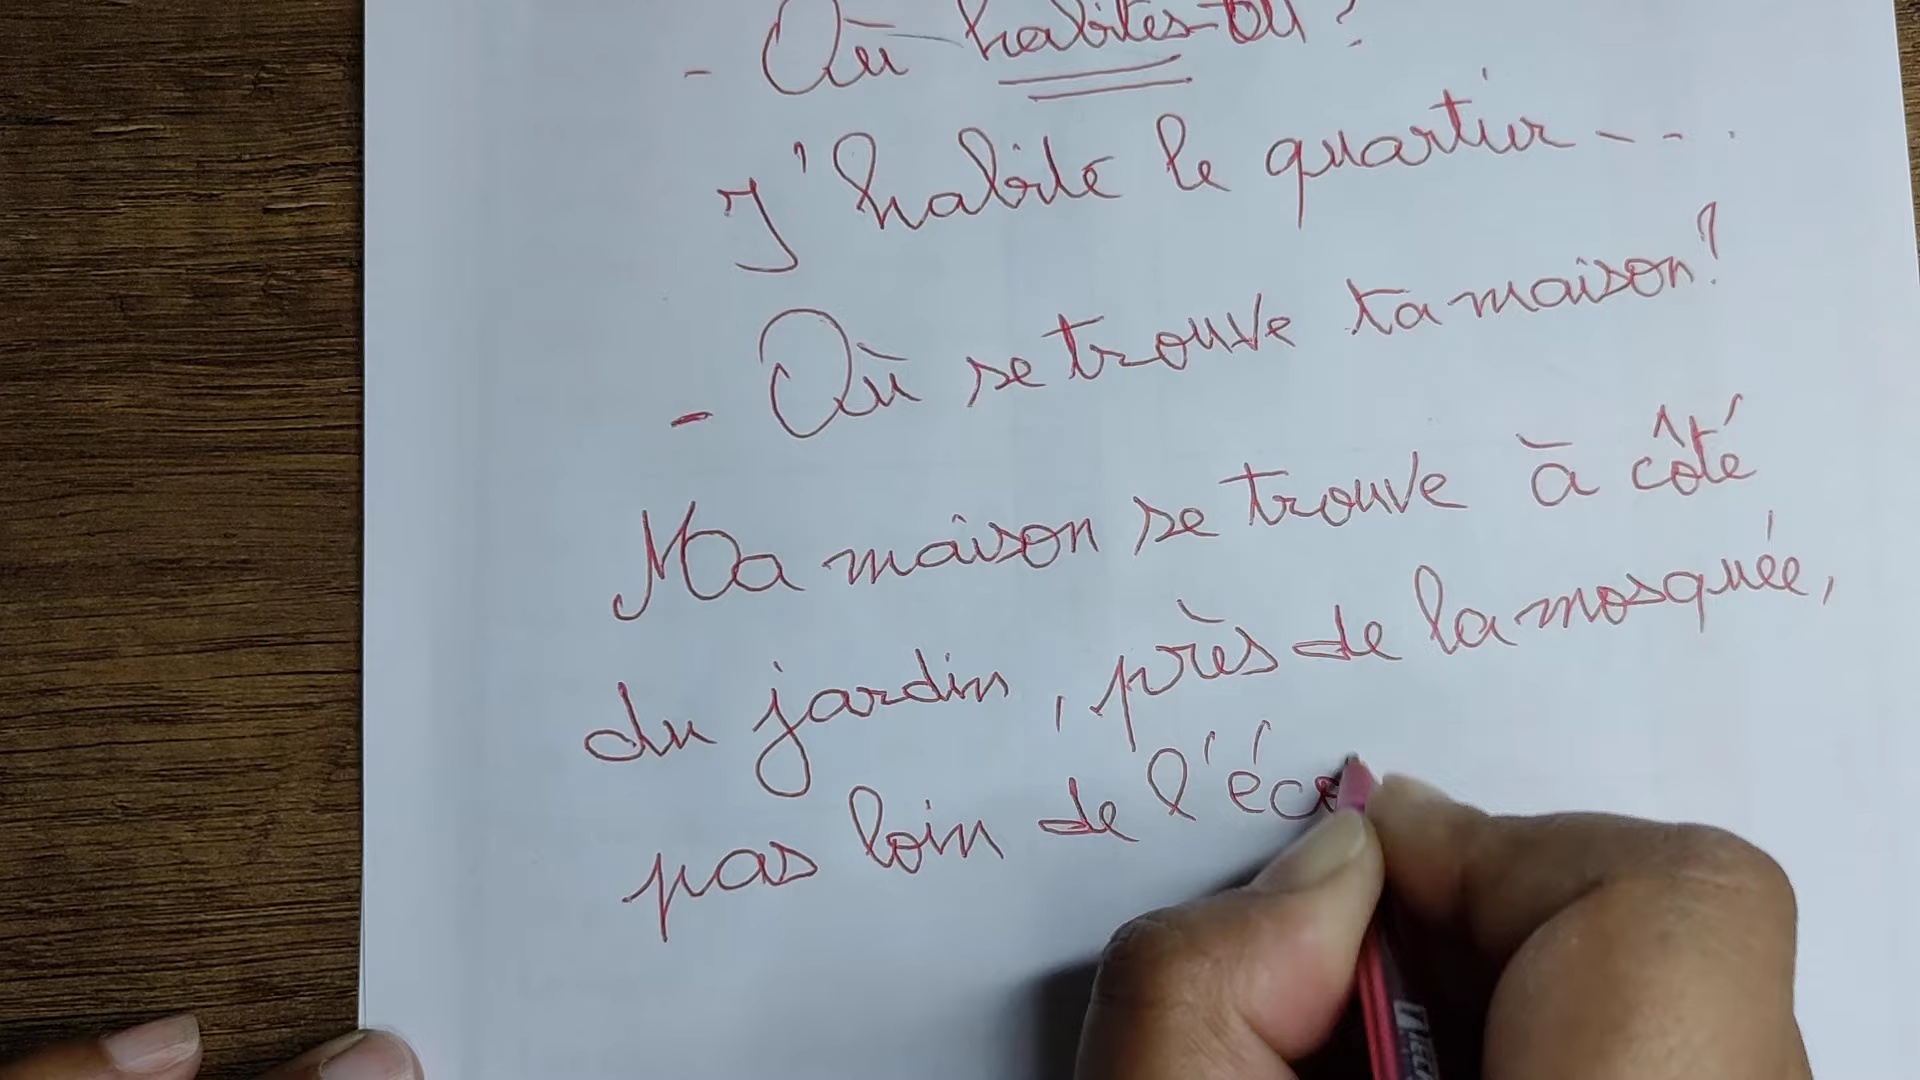 - Où habites-tu ?
J'habite le quartier - - .
- Où se trouve ta maison ?
Ma maison se trouve à côté
du jardin, près de la mosquée,
pas loin de l'éco